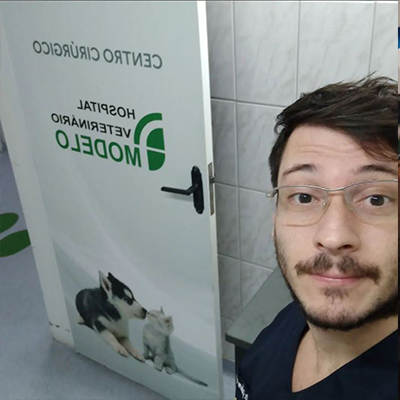 CENTRO CIRÚRGICO
HOSPITAL
VETERINÁRIO
MODELO